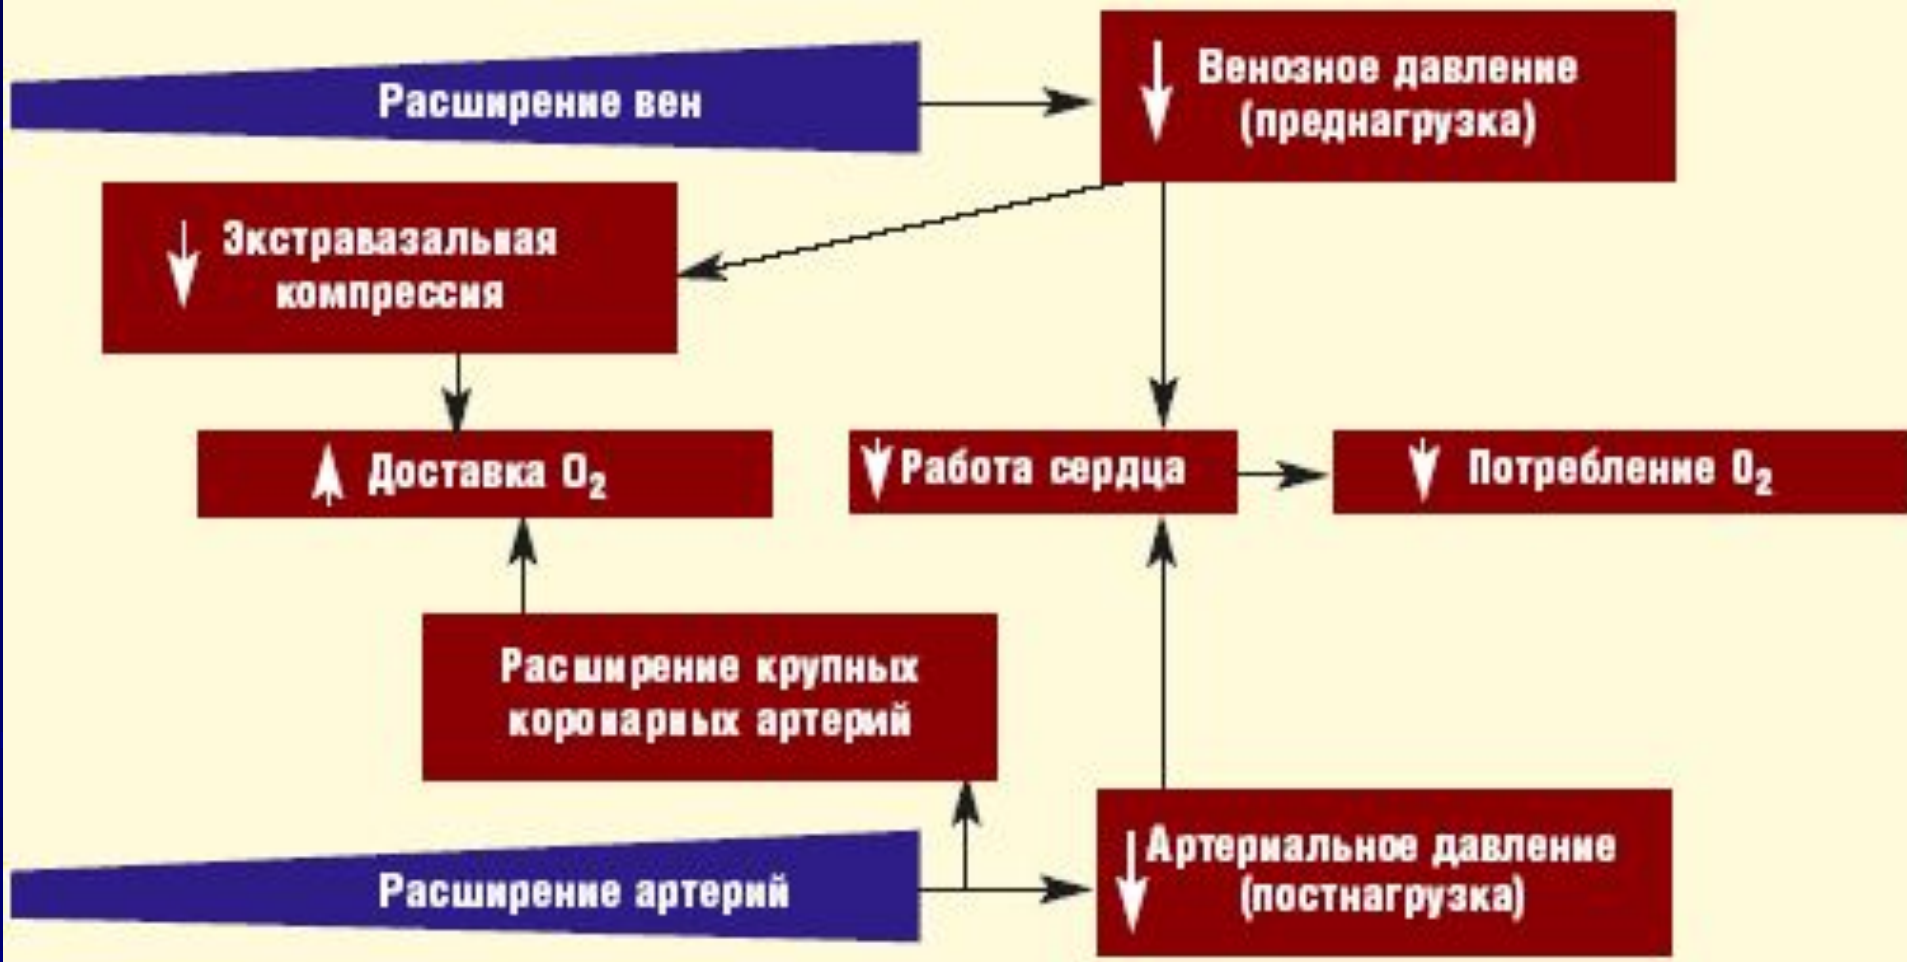 Расширение вен
Венозное давление
(преднагрузка)
Экстравазальная
компрессия
Доставка O₂
Работа сердца
Потребление O₂
Расширение крупных
коронарных артерий
Расширение артерий
Артериальное давление
(постнагрузка)